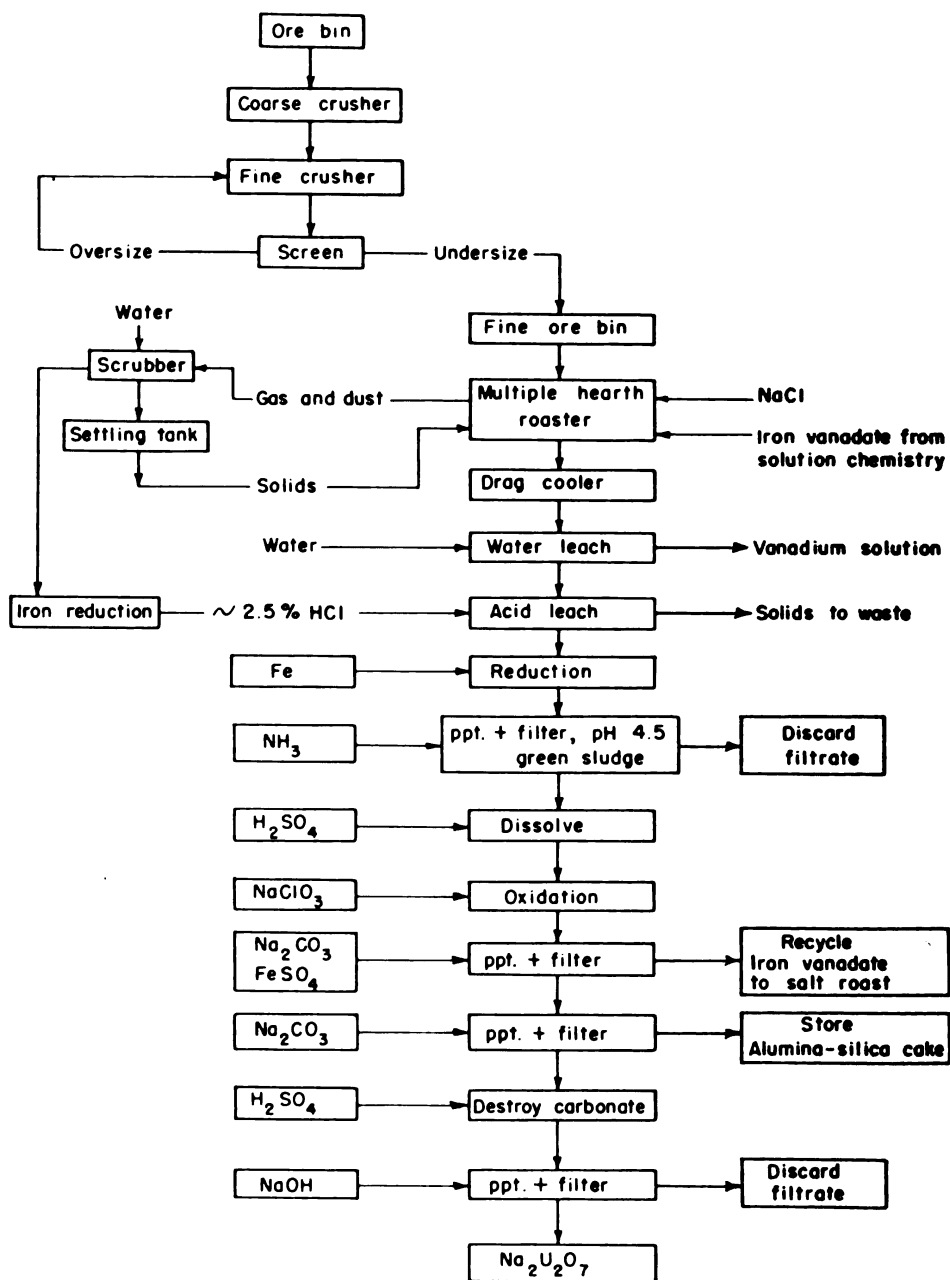 Ore bin
Coarse crusher
Fine crusher
Oversize
Screen
Undersize
Water
Fine ore bin
Scrubber
Gas and dust
Multiple hearth
roaster
NaCl
Settling tank
Iron vanadate from
solution chemistry
Solids
Drag cooler
Water
Water leach
Vanadium solution
Iron reduction
~ 2.5 % HCl
Acid leach
Solids to waste
Fe
Reduction
NH3
ppt. + filter, pH 4.5
green sludge
Discard
filtrate
H2SO4
Dissolve
NaClO3
Oxidation
Na2CO3
FeSO4
ppt. + filter
Recycle
Iron vanadate
to salt roast
Na2CO3
ppt. + filter
Store
Alumina-silica cake
H2SO4
Destroy carbonate
NaOH
ppt. + filter
Discard
filtrate
Na2U2O7